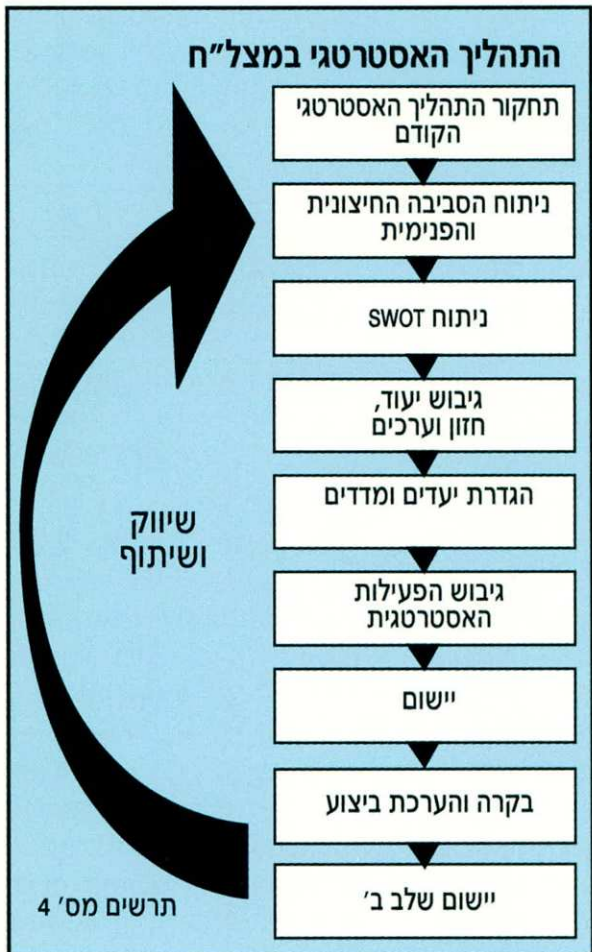 התהליך האסטרטגי במצל״ח
תחקור התהליך האסטרטגי
הקודם
ניתוח הסביבה החיצונית
והפנימית
ניתוח SWOT
גיבוש יעוד,
חזון וערכים
הגדרת יעדים ומדדים
גיבוש הפעילות
האסטרטגית
יישום
בקרה והערכת ביצוע
יישום שלב ב׳
שיווק
ושיתוף
תרשים מס׳ 4